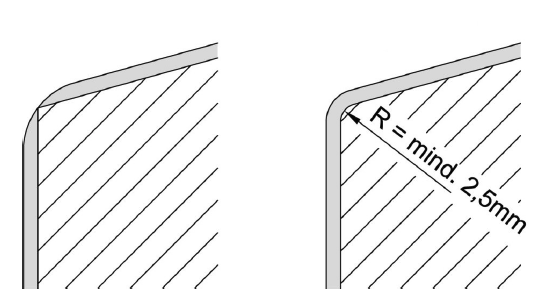 R = mind. 2,5mm